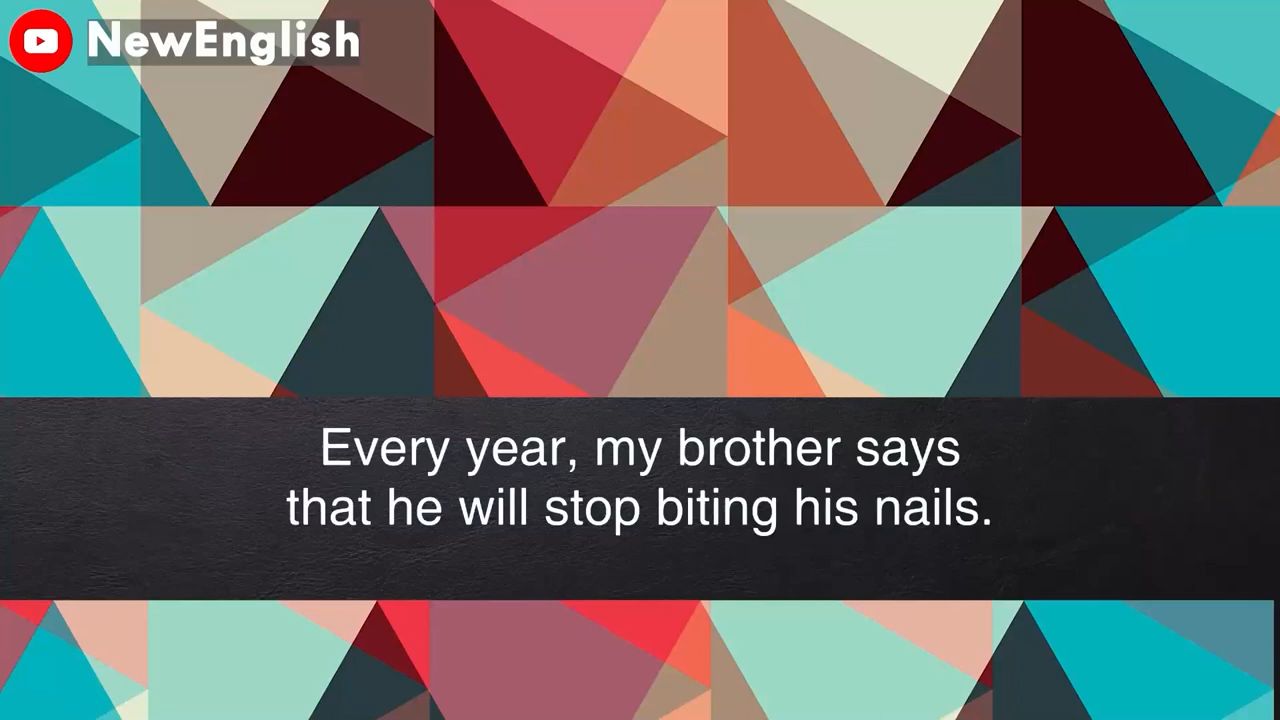 NewEnglish
Every year, my brother says
that he will stop biting his nails.